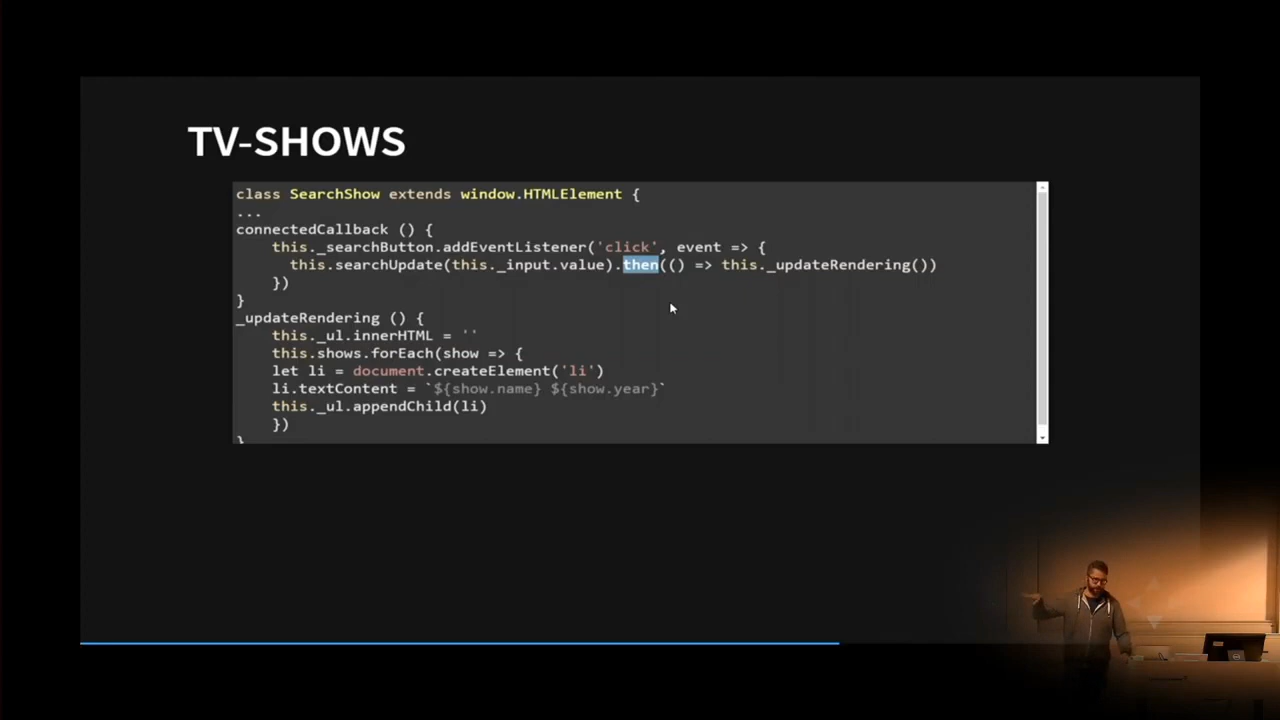 TV-SHOWS
class SearchShow extends window.HTMLElement {
...
connectedCallback () {
    this._searchButton.addEventListener('click', event => {
      this.searchUpdate(this._input.value).then(() => this._updateRendering())
    })
}
_updateRendering () {
    this._ul.innerHTML = ''
    this.shows.forEach(show => {
    let li = document.createElement('li')
    li.textContent = `${show.name} ${show.year}`
    this._ul.appendChild(li)
    })
}